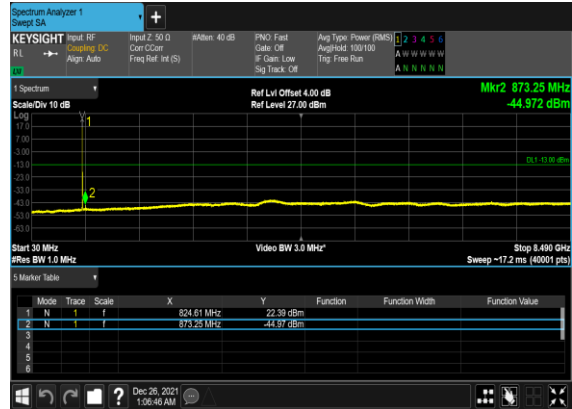 Spectrum Analyzer 1
Swept SA
+
KEYSIGHT Input: RF Input Z: 50 Ω #Atten: 40 dB PNO: Fast Avg Type: Power (RMS) 1 2 3 4 5 6
R L Coupling: DC Corr CCorr Gate: Off Avg|Hold: 100/100 A W W W W W
Align: Auto Freq Ref: Int (S) IF Gain: Low Trig: Free Run
Sig Track: Off A N N N N N
1 Spectrum Ref Lvl Offset 4.00 dB Mkr2 873.25 MHz
Scale/Div 10 dB Ref Level 27.00 dBm -44.972 dBm
Log
17.0 1
7.00
-3.00
-13.0 DL1 -13.00 dBm
-23.0
-33.0
-43.0 2
-53.0
-63.0
Start 30 MHz Video BW 3.0 MHz* Stop 8.490 GHz
#Res BW 1.0 MHz Sweep ~17.2 ms (40001 pts)
5 Marker Table
Mode Trace Scale X Y Function Function Width Function Value
1 N 1 f 824.61 MHz 22.39 dBm
2 N 1 f 873.25 MHz -44.97 dBm
3
4
5
6
? Dec 26, 2021
1:06:46 AM